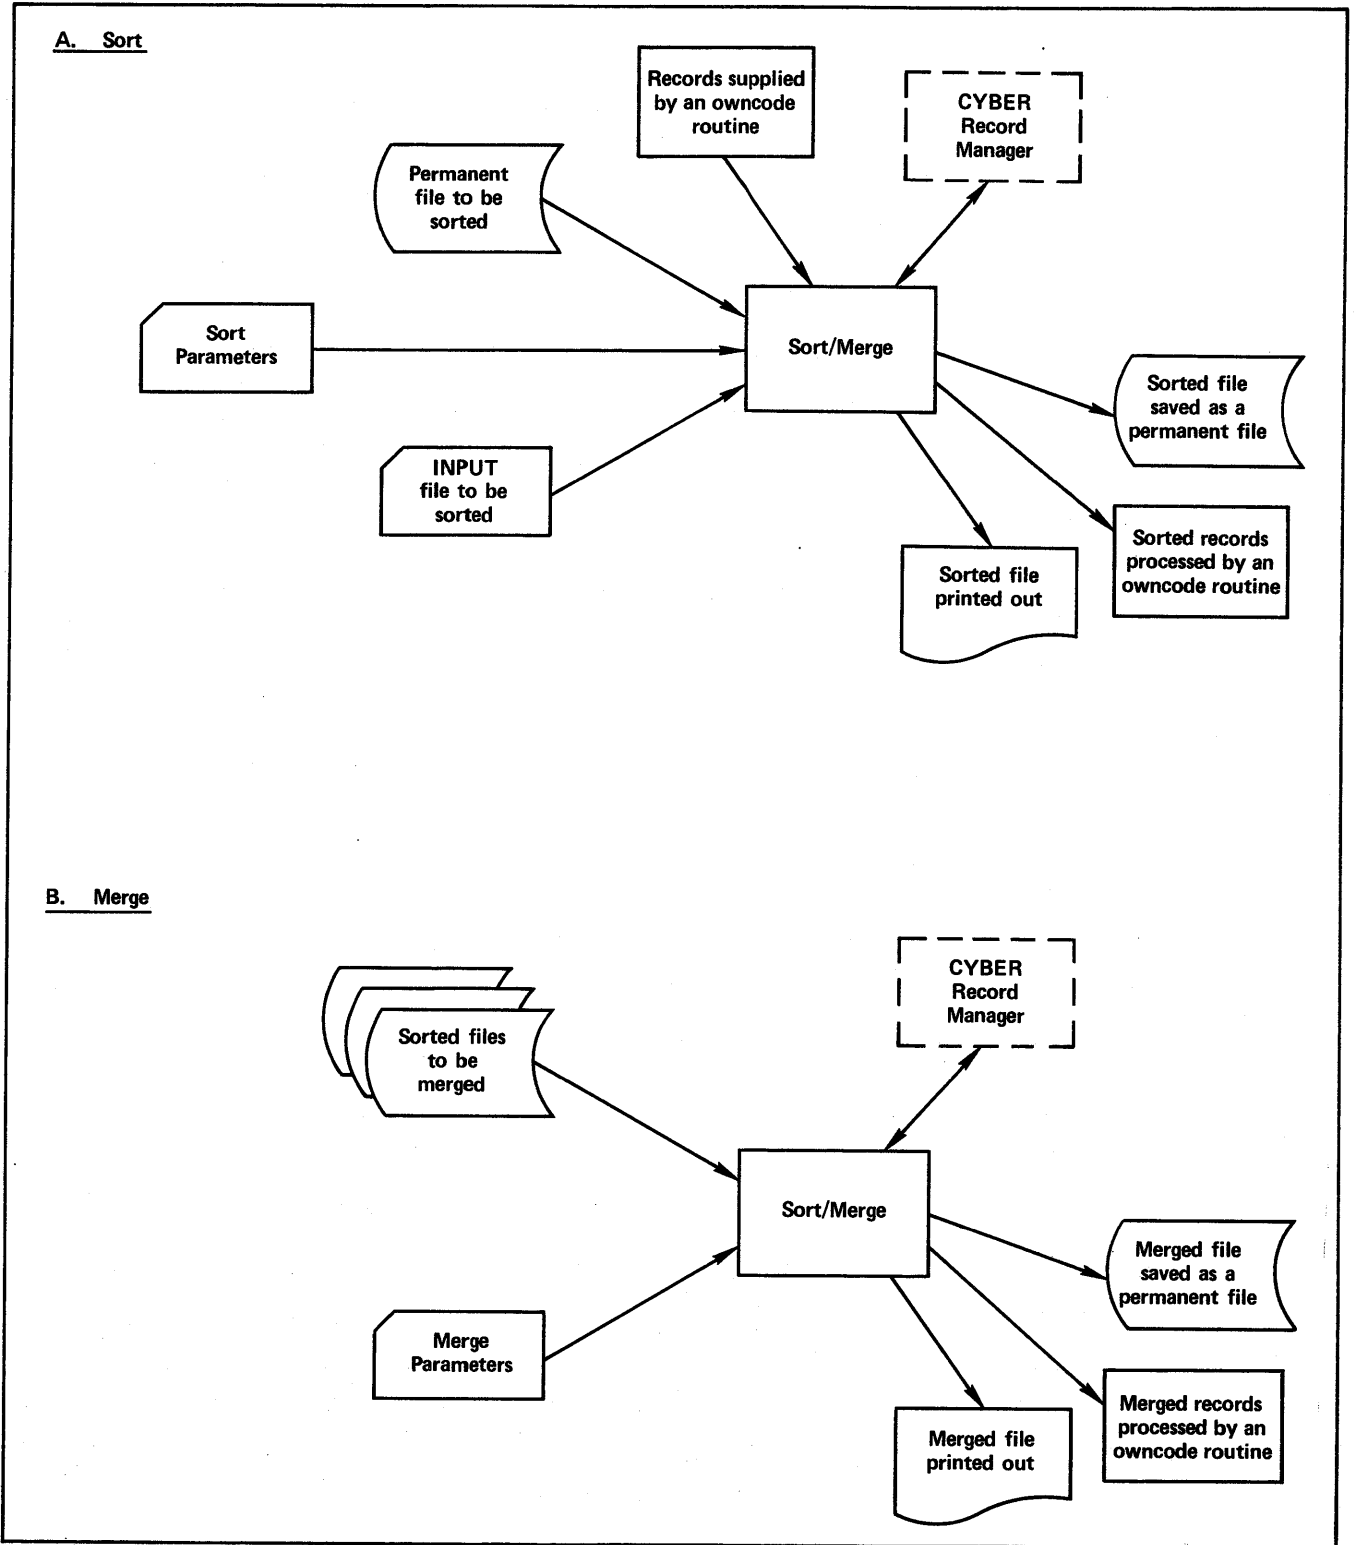 A. Sort
Records supplied
by an owncode
routine
CYBER
Record
Manager
Permanent
file to be
sorted
Sort
Parameters
Sort/Merge
INPUT
file to be
sorted
Sorted file
saved as a
permanent file
Sorted records
processed by an
owncode routine
Sorted file
printed out
B. Merge
CYBER
Record
Manager
Sorted files
to be
merged
Sort/Merge
Merge
Parameters
Merged file
saved as a
permanent file
Merged records
processed by an
owncode routine
Merged file
printed out